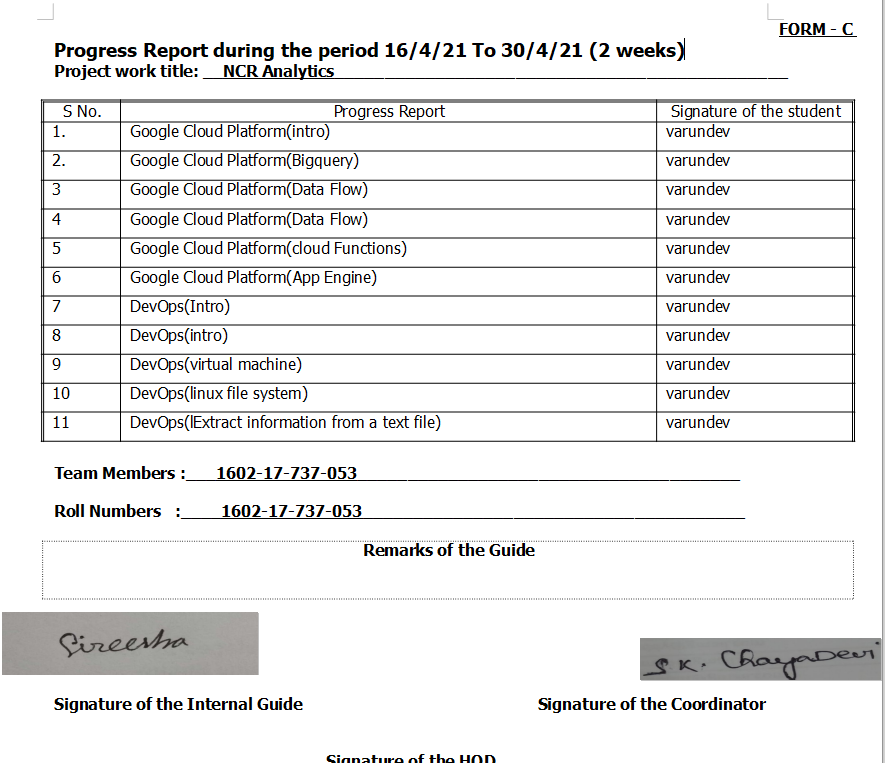 FORM - C
Progress Report during the period 16/4/21 To 30/4/21 (2 weeks)
Project work title: NCR Analytics
S No. Progress Report Signature of the student
1. Google Cloud Platform(intro) varundev
2. Google Cloud Platform(Bigquery) varundev
3 Google Cloud Platform(Data Flow) varundev
4 Google Cloud Platform(Data Flow) varundev
5 Google Cloud Platform(cloud Functions) varundev
6 Google Cloud Platform(App Engine) varundev
7 DevOps(Intro) varundev
8 DevOps(intro) varundev
9 DevOps(virtual machine) varundev
10 DevOps(linux file system) varundev
11 DevOps(lExtract information from a text file) varundev
Team Members : 1602-17-737-053
Roll Numbers : 1602-17-737-053
Remarks of the Guide
Sireesha
S K. ChayaDevi
Signature of the Internal Guide Signature of the Coordinator
Signature of the HOD